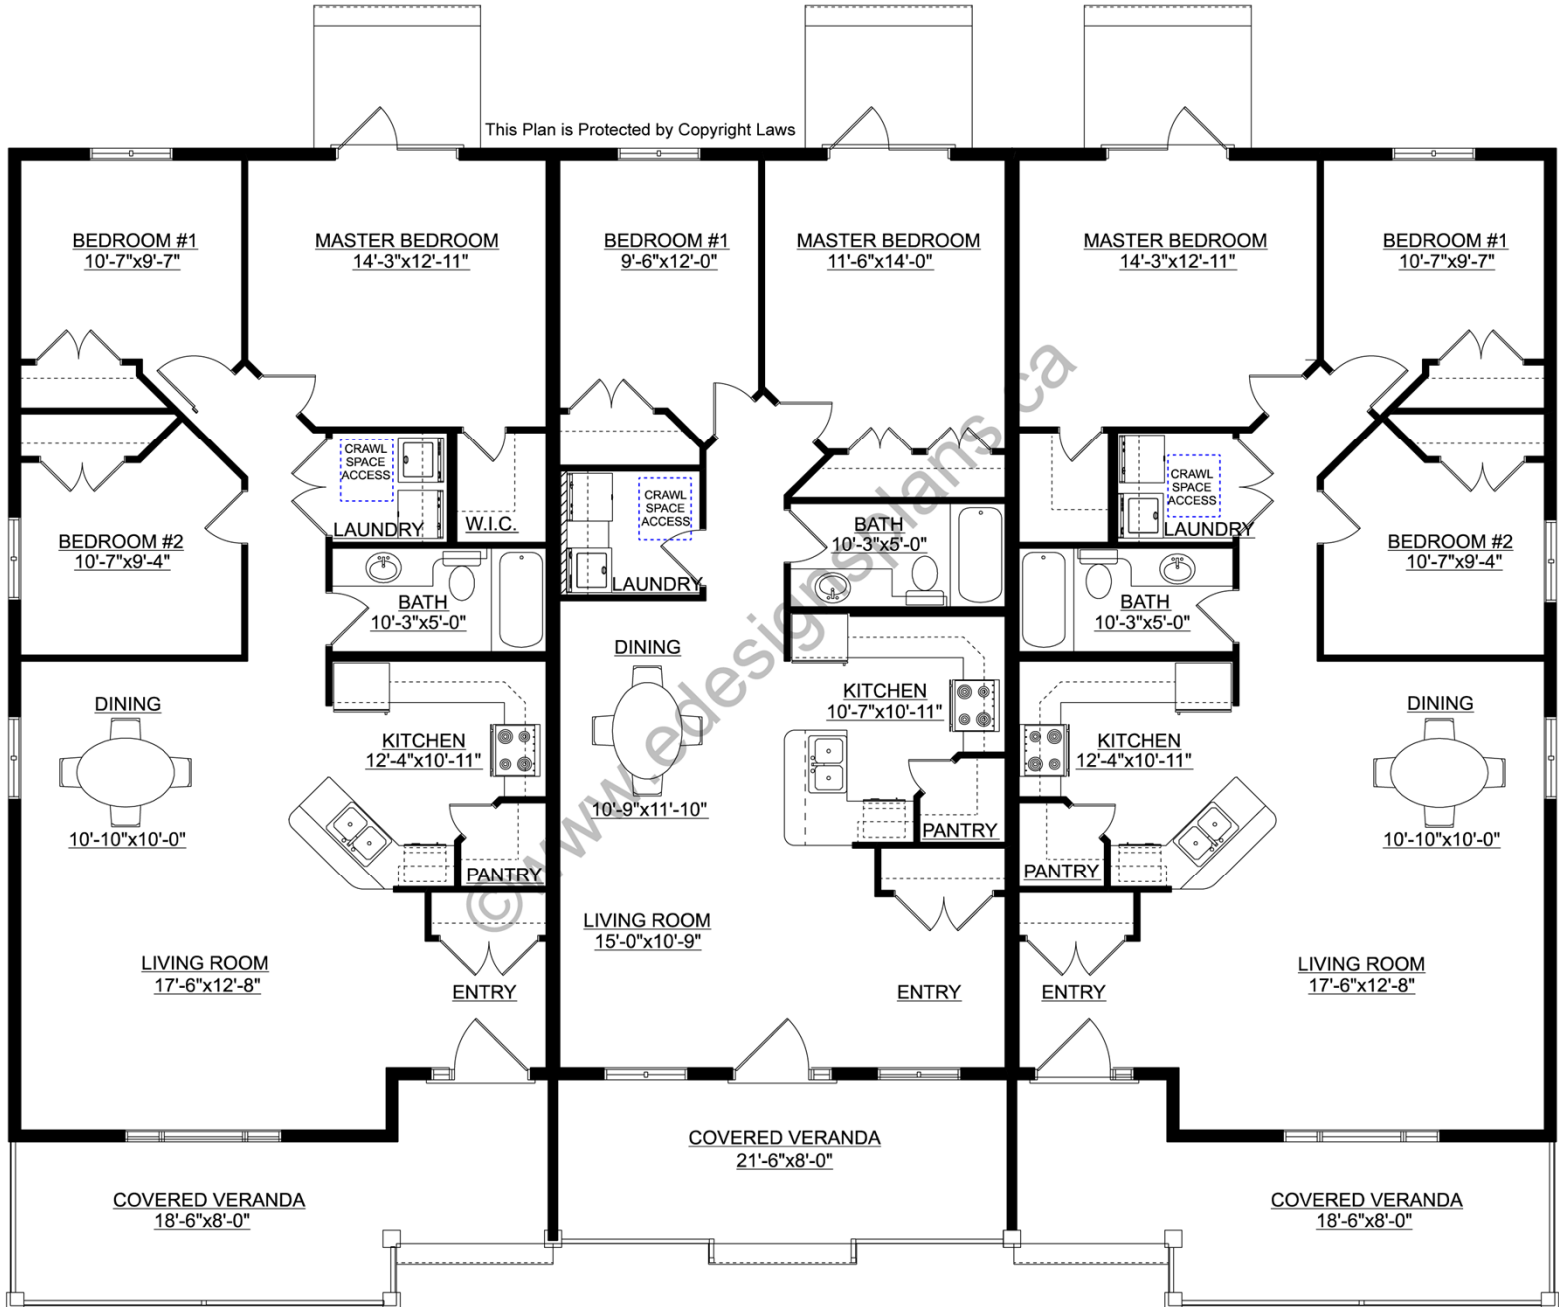 This Plan is Protected by Copyright Laws
BEDROOM #1
10'-7"x9'-7"
MASTER BEDROOM
14'-3"x12'-11"
BEDROOM #1
9'-6"x12'-0"
MASTER BEDROOM
11'-6"x14'-0"
MASTER BEDROOM
14'-3"x12'-11"
BEDROOM #1
10'-7"x9'-7"
CRAWL
SPACE
ACCESS
LAUNDRY
W.I.C.
BEDROOM #2
10'-7"x9'-4"
BATH
10'-3"x5'-0"
CRAWL
SPACE
ACCESS
LAUNDRY
BATH
10'-3"x5'-0"
CRAWL
SPACE
ACCESS
LAUNDRY
BATH
10'-3"x5'-0"
BEDROOM #2
10'-7"x9'-4"
DINING
10'-10"x10'-0"
KITCHEN
12'-4"x10'-11"
PANTRY
DINING
10'-9"x11'-10"
KITCHEN
10'-7"x10'-11"
PANTRY
KITCHEN
12'-4"x10'-11"
PANTRY
DINING
10'-10"x10'-0"
LIVING ROOM
17'-6"x12'-8"
ENTRY
LIVING ROOM
15'-0"x10'-9"
ENTRY
ENTRY
LIVING ROOM
17'-6"x12'-8"
COVERED VERANDA
18'-6"x8'-0"
COVERED VERANDA
21'-6"x8'-0"
COVERED VERANDA
18'-6"x8'-0"
©www.edesignsplans.ca